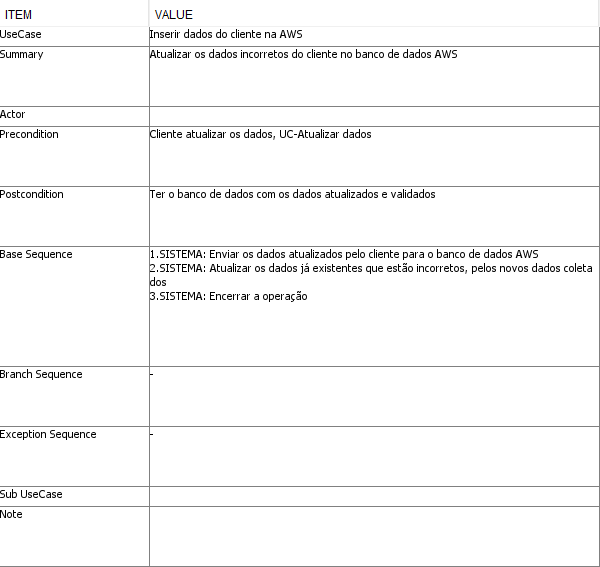 ITEM VALUE
UseCase Inserir dados do cliente na AWS
Summary Atualizar os dados incorretos do cliente no banco de dados AWS
Actor
Precondition Cliente atualizar os dados, UC-Atualizar dados
Postcondition Ter o banco de dados com os dados atualizados e validados
Base Sequence 1.SISTEMA: Enviar os dados atualizados pelo cliente para o banco de dados AWS
2.SISTEMA: Atualizar os dados já existentes que estão incorretos, pelos novos dados coleta
dos
3.SISTEMA: Encerrar a operação
Branch Sequence -
Exception Sequence -
Sub UseCase
Note